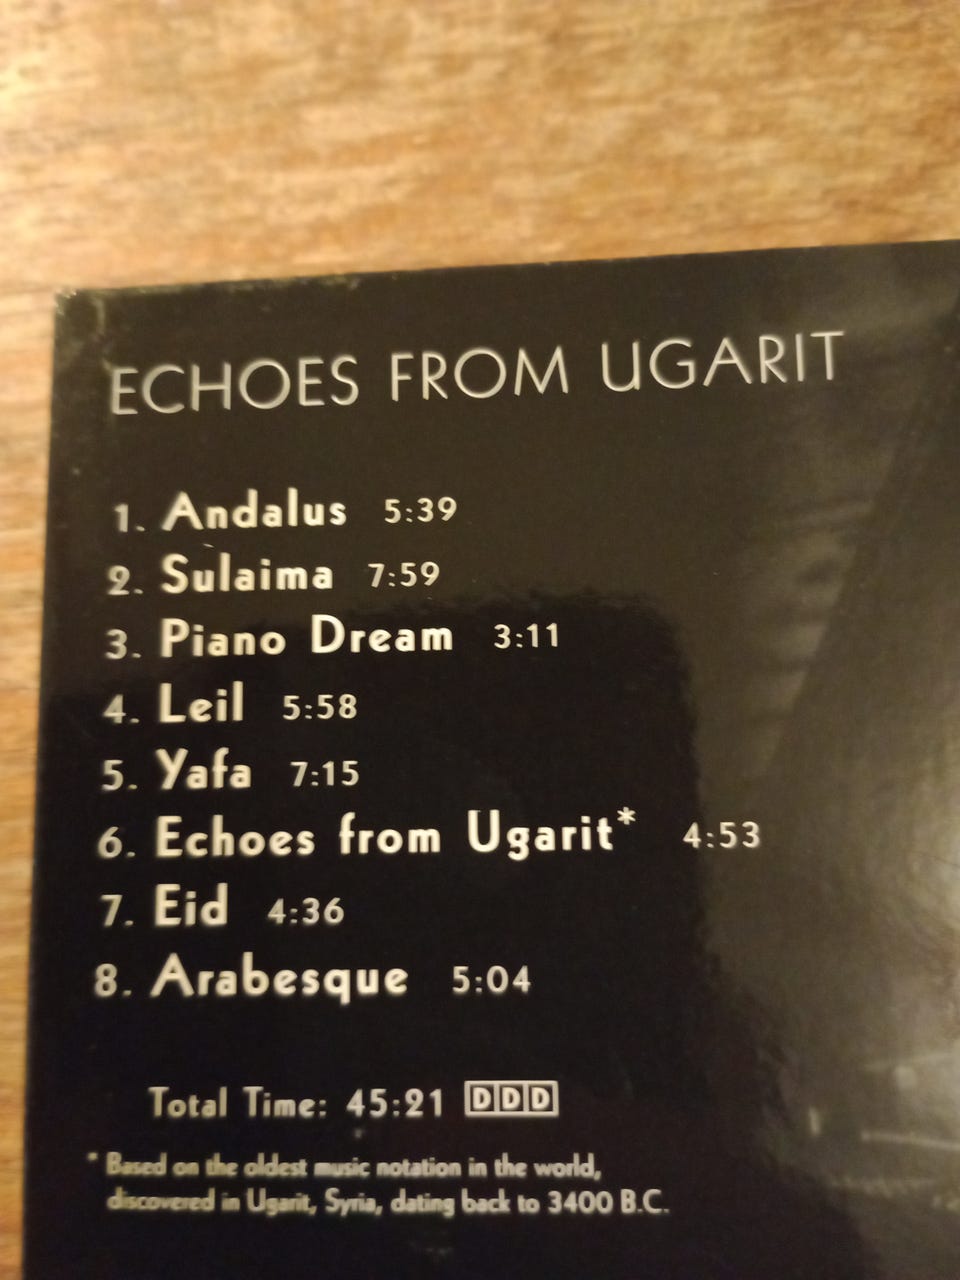 ECHOES FROM UGARIT
1. Andalus 5:39
2. Sulaima 7:59
3. Piano Dream 3:11
4. Leil 5:58
5. Yafa 7:15
6. Echoes from Ugarit* 4:53
7. Eid 4:36
8. Arabesque 5:04
Total Time: 45:21 DDD
* Based on the oldest music notation in the world,
discovered in Ugarit, Syria, dating back to 3400 B.C.